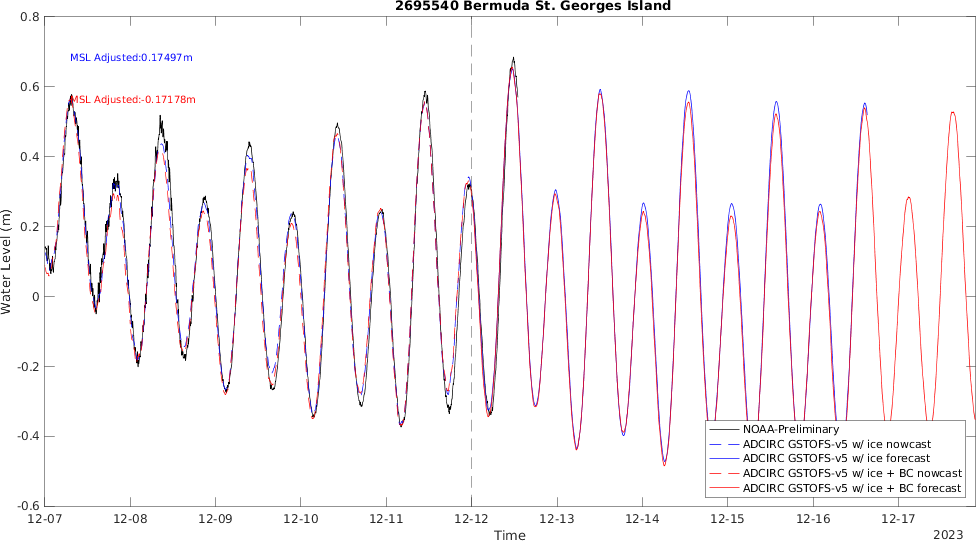 2695540 Bermuda St. Georges Island
0.8
MSL Adjusted:0.17497m
0.6
MSL Adjusted:-0.17178m
0.4
0.2
Water Level (m)
0
-0.2
-0.4
NOAA-Preliminary
ADCIRC GSTOFS-v5 w/ ice nowcast
ADCIRC GSTOFS-v5 w/ ice forecast
ADCIRC GSTOFS-v5 w/ ice + BC nowcast
ADCIRC GSTOFS-v5 w/ ice + BC forecast
-0.6
12-07 12-08 12-09 12-10 12-11 12-12 12-13 12-14 12-15 12-16 12-17
Time
2023